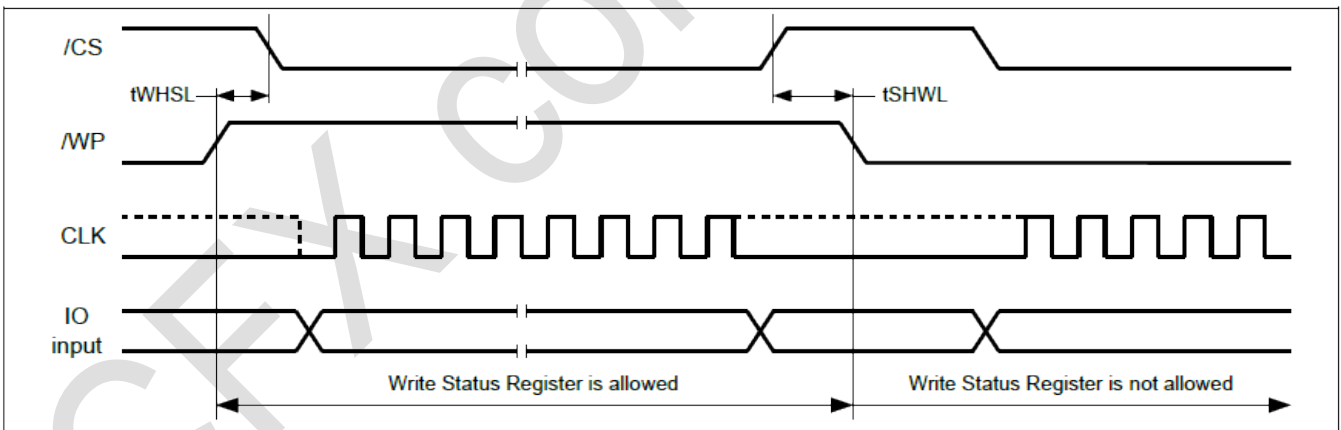 /CS
tWHSL
tSHWL
/WP
CLK
IO
input
Write Status Register is allowed
Write Status Register is not allowed